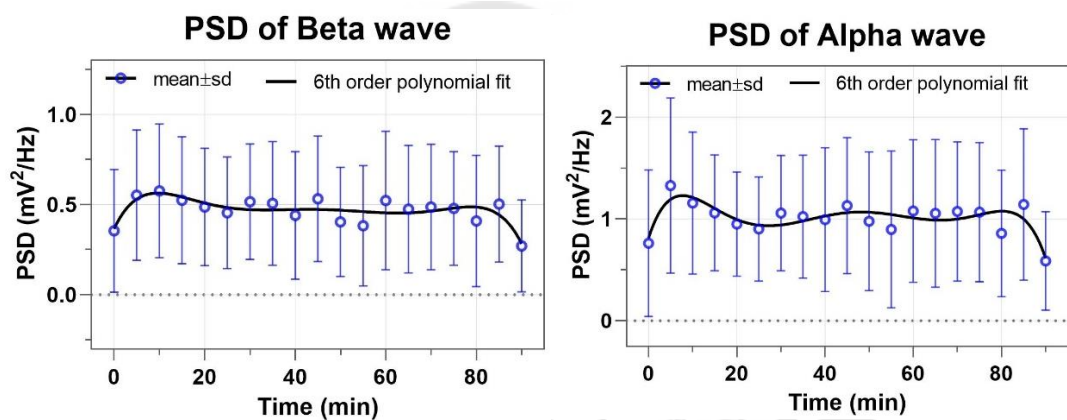 PSD of Beta wave
mean±sd 6th order polynomial fit
PSD (mV²/Hz)
1.0
0.5
0.0
0 20 40 60 80
Time (min)
PSD of Alpha wave
mean±sd 6th order polynomial fit
PSD (mV²/Hz)
2
1
0
0 20 40 60 80
Time (min)